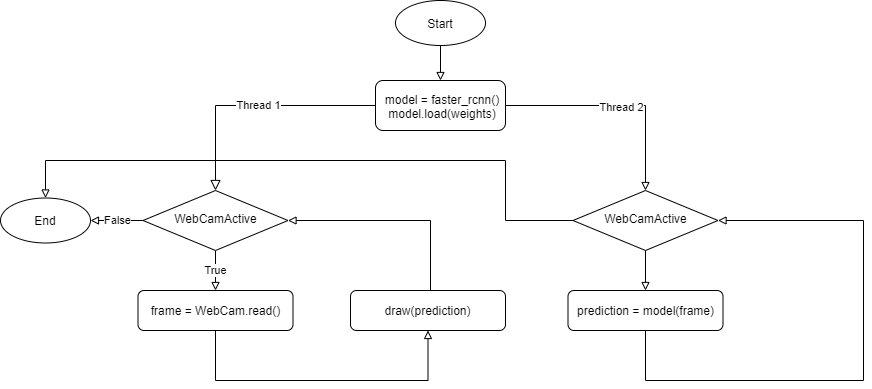 Start
model = faster_rcnn()
model.load(weights)
Thread 1
Thread 2
End
False
WebCamActive
WebCamActive
True
frame = WebCam.read()
draw(prediction)
prediction = model(frame)